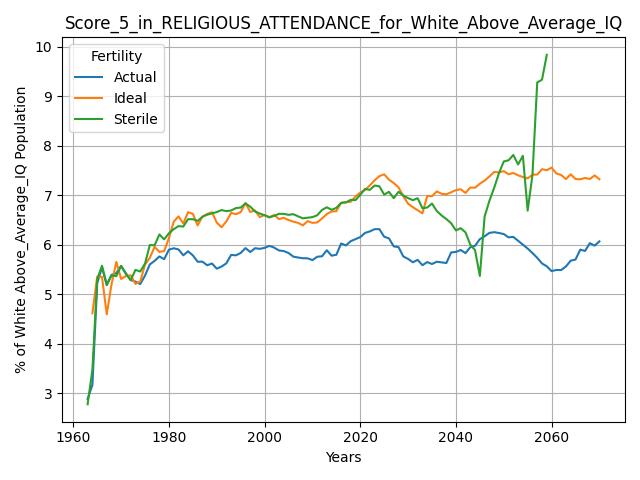 Score_5_in_RELIGIOUS_ATTENDANCE_for_White_Above_Average_IQ
Fertility
Actual
Ideal
Sterile
% of White Above_Average_IQ Population
10
9
8
7
6
5
4
3
1960
1980
2000
2020
2040
2060
Years